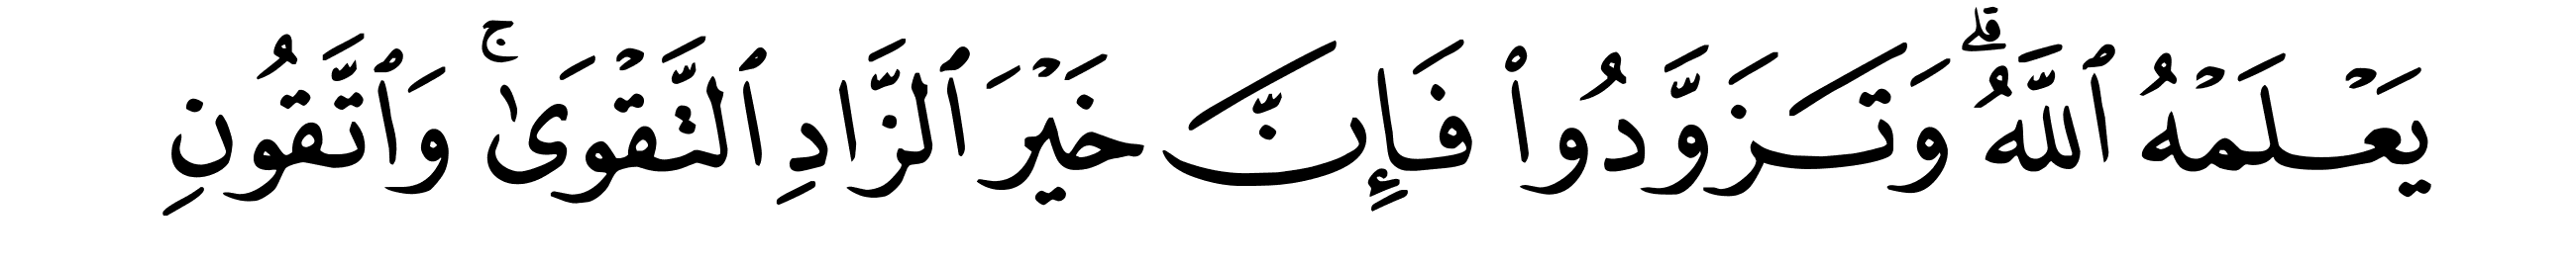 يَعۡلَمۡهُ ٱللَّهُۗ وَتَزَوَّدُواْ فَإِنَّ خَيۡرَ ٱلزَّادِ ٱلتَّقۡوَىٰۚ وَٱتَّقُونِ